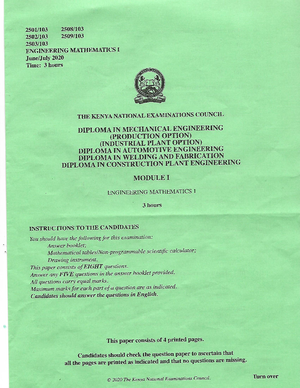 2501/103 2508/103
2502/103 2509/103
2503/103
ENGINEERING MATHEMATICS I
June/July 2020
Time: 3 hours
THE KENYA NATIONAL EXAMINATIONS COUNCIL
DIPLOMA IN MECHANICAL ENGINEERING
(PRODUCTION OPTION)
(INDUSTRIAL PLANT OPTION)
DIPLOMA IN AUTOMOTIVE ENGINEERING
DIPLOMA IN WELDING AND FABRICATION
DIPLOMA IN CONSTRUCTION PLANT ENGINEERING
MODULE I
ENGINEERING MATHEMATICS I
3 hours
INSTRUCTIONS TO THE CANDIDATES
You should have the following for this examination:
Answer booklet;
Mathematical tables/Non-programmable scientific calculator;
Drawing instrument.
This paper consists of EIGHT questions.
Answer any FIVE questions in the answer booklet provided.
All questions carry equal marks.
Maximum marks for each part of a question are as indicated.
Candidates should answer the questions in English.
This paper consists of 4 printed pages.
Candidates should check the question paper to ascertain that
all the pages are printed as indicated and that no questions are missing.
© 2020 The Kenya National Examinations Council.
Turn over